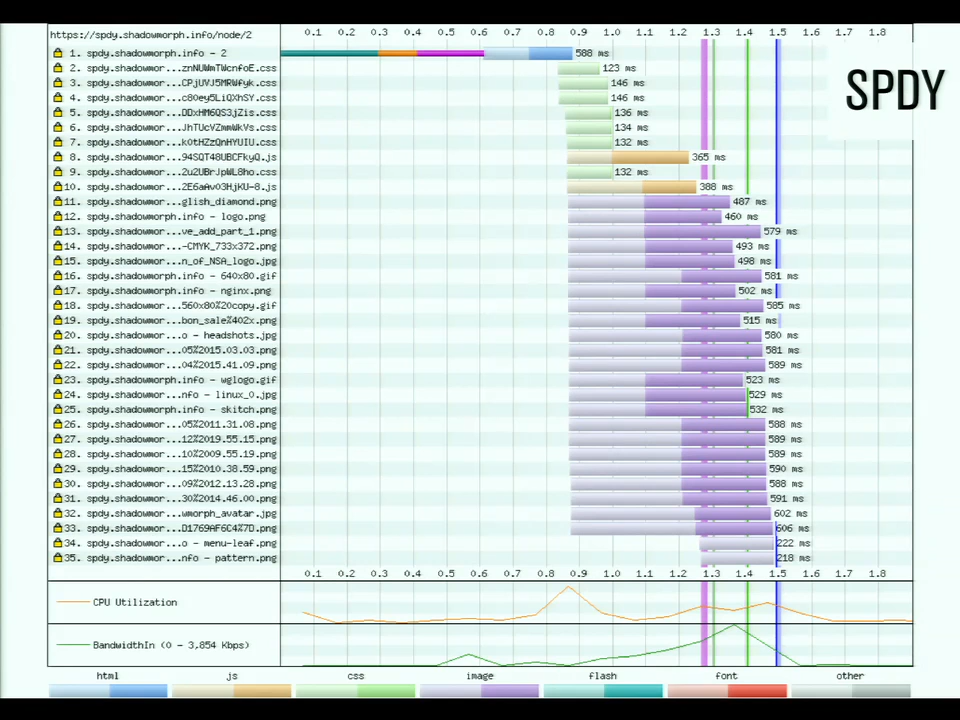 https://spdy.shadowmorph.info/node/2
0.1 0.2 0.3 0.4 0.5 0.6 0.7 0.8 0.9 1.0 1.1 1.2 1.3 1.4 1.5 1.6 1.7 1.8
SPDY
1. spdy.shadowmorph.info - 2 588 ms
2. spdy.shadowmor...znNUWmTWcnfoE.css 123 ms
3. spdy.shadowmor...CPjUVJ5MRWfyk.css 146 ms
4. spdy.shadowmor...c80ey5LiQXhSY.css 146 ms
5. spdy.shadowmor...DDxHM6QS3jZis.css 136 ms
6. spdy.shadowmor...JhTUcVZmmWkVs.css 134 ms
7. spdy.shadowmor...k0tHZzQnHYUIU.css 132 ms
8. spdy.shadowmor...94SQT48UBCFkyQ.js 365 ms
9. spdy.shadowmor...2u2UBrJpWL8ho.css 132 ms
10. spdy.shadowmor...2E6aAv03HjKU-8.js 388 ms
11. spdy.shadowmor...glish_diamond.png 487 ms
12. spdy.shadowmorph.info - logo.png 460 ms
13. spdy.shadowmor...ve_add_part_1.png 579 ms
14. spdy.shadowmor...-CMYK_733x372.png 493 ms
15. spdy.shadowmor...n_of_NSA_logo.jpg 498 ms
16. spdy.shadowmorph.info - 640x80.gif 581 ms
17. spdy.shadowmorph.info - nginx.png 502 ms
18. spdy.shadowmor...560x80%20copy.gif 585 ms
19. spdy.shadowmor...bon_sale%402x.png 515 ms
20. spdy.shadowmor...o - headshots.jpg 580 ms
21. spdy.shadowmor...05%2015.03.03.png 581 ms
22. spdy.shadowmor...04%2015.41.09.png 589 ms
23. spdy.shadowmorph.info - wglogo.gif 523 ms
24. spdy.shadowmor...nfo - linux_0.jpg 529 ms
25. spdy.shadowmorph.info - skitch.png 532 ms
26. spdy.shadowmor...05%2011.31.08.png 588 ms
27. spdy.shadowmor...12%2019.55.15.png 589 ms
28. spdy.shadowmor...10%2009.55.19.png 589 ms
29. spdy.shadowmor...15%2010.38.59.png 590 ms
30. spdy.shadowmor...09%2012.13.28.png 588 ms
31. spdy.shadowmor...30%2014.46.00.png 591 ms
32. spdy.shadowmor...wmorph_avatar.jpg 602 ms
33. spdy.shadowmor...D1769AF6C4%7D.png 606 ms
34. spdy.shadowmor...o - menu-leaf.png 222 ms
35. spdy.shadowmor...nfo - pattern.png 218 ms
0.1 0.2 0.3 0.4 0.5 0.6 0.7 0.8 0.9 1.0 1.1 1.2 1.3 1.4 1.5 1.6 1.7 1.8
CPU Utilization
BandwidthIn (0 - 3,854 Kbps)
html js css image flash font other